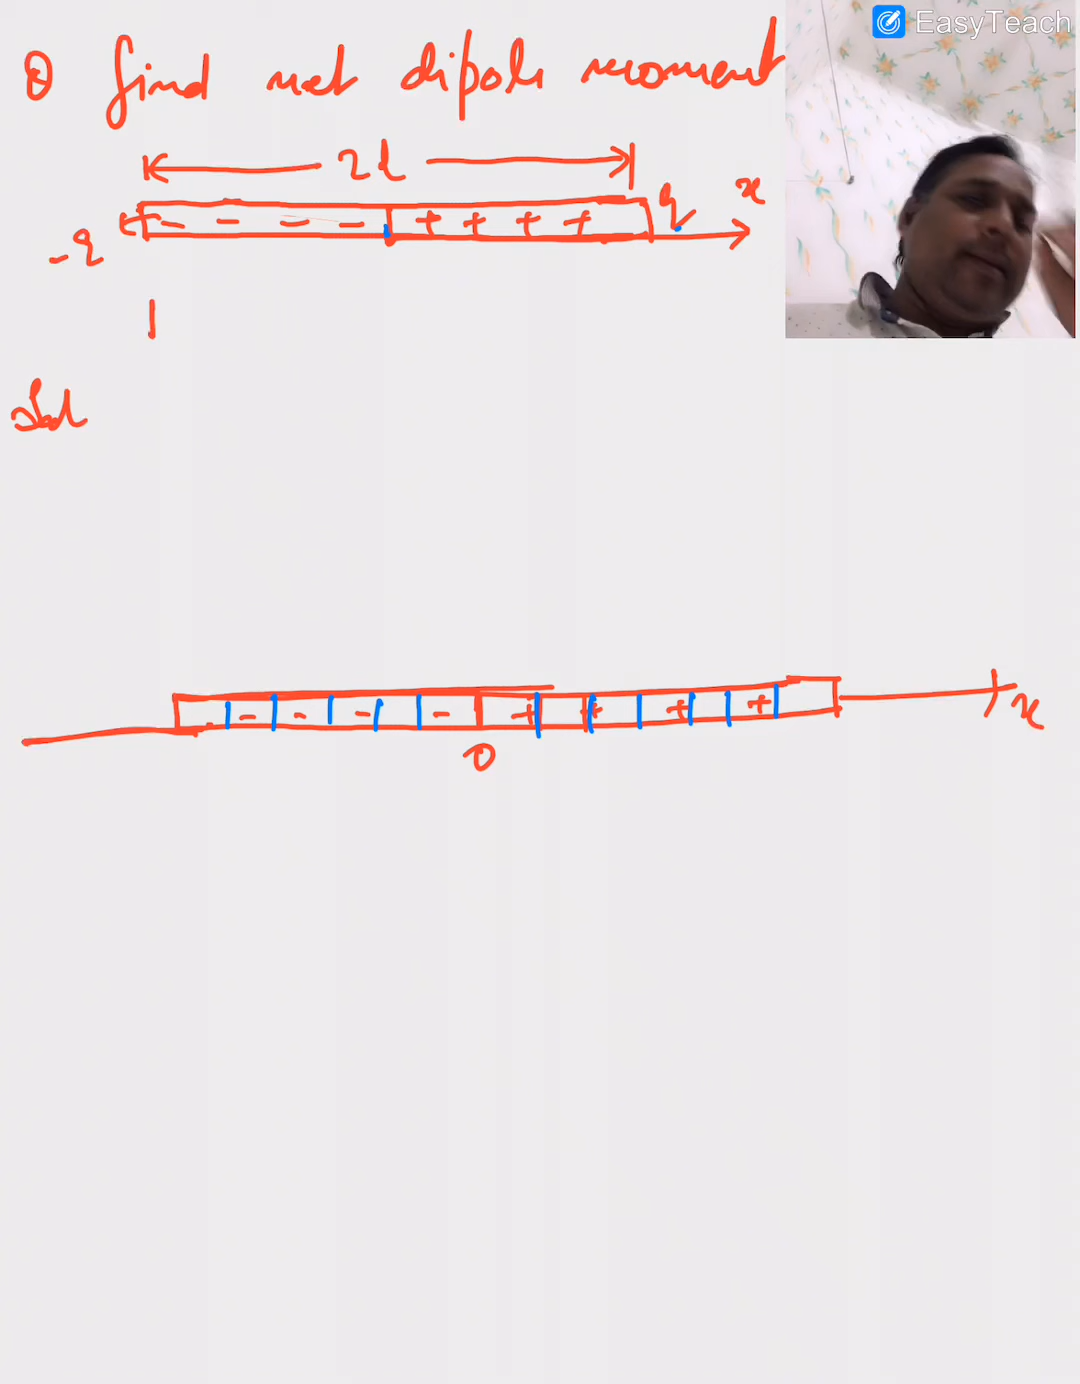 EasyTeach
Q find net dipole moment
2l
- - - - + + + +
q
x
-q
Sol
- - - - + + + +
x
0